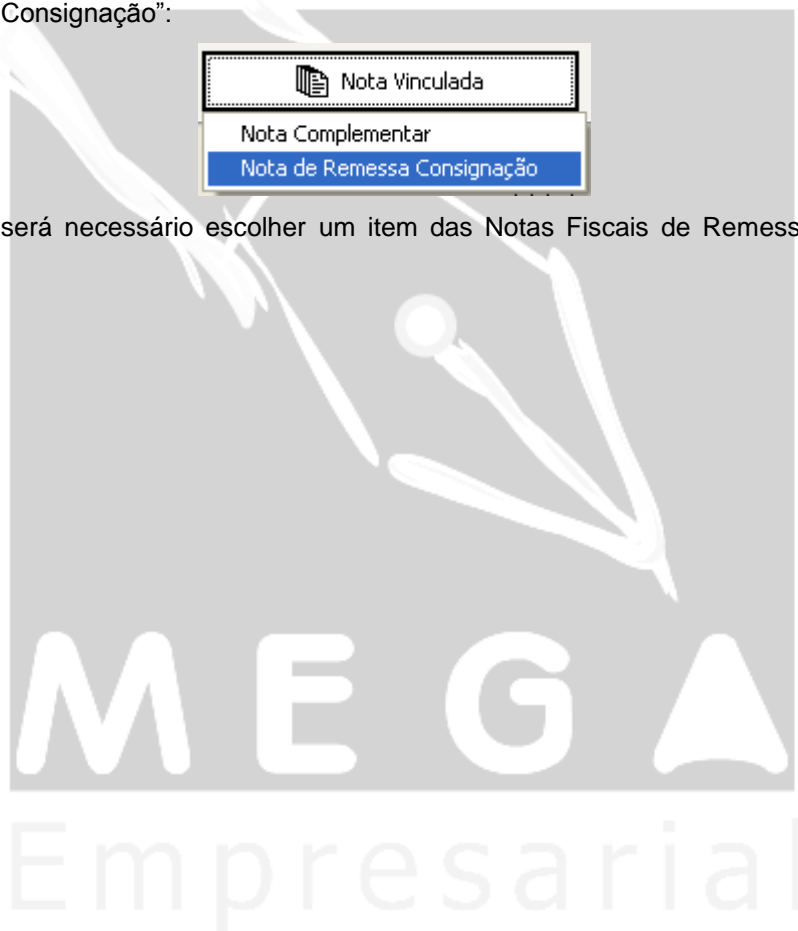 Consignação”:
Nota Vinculada
Nota Complementar
Nota de Remessa Consignação
será necessário escolher um item das Notas Fiscais de Remess
MEGA
Empresarial